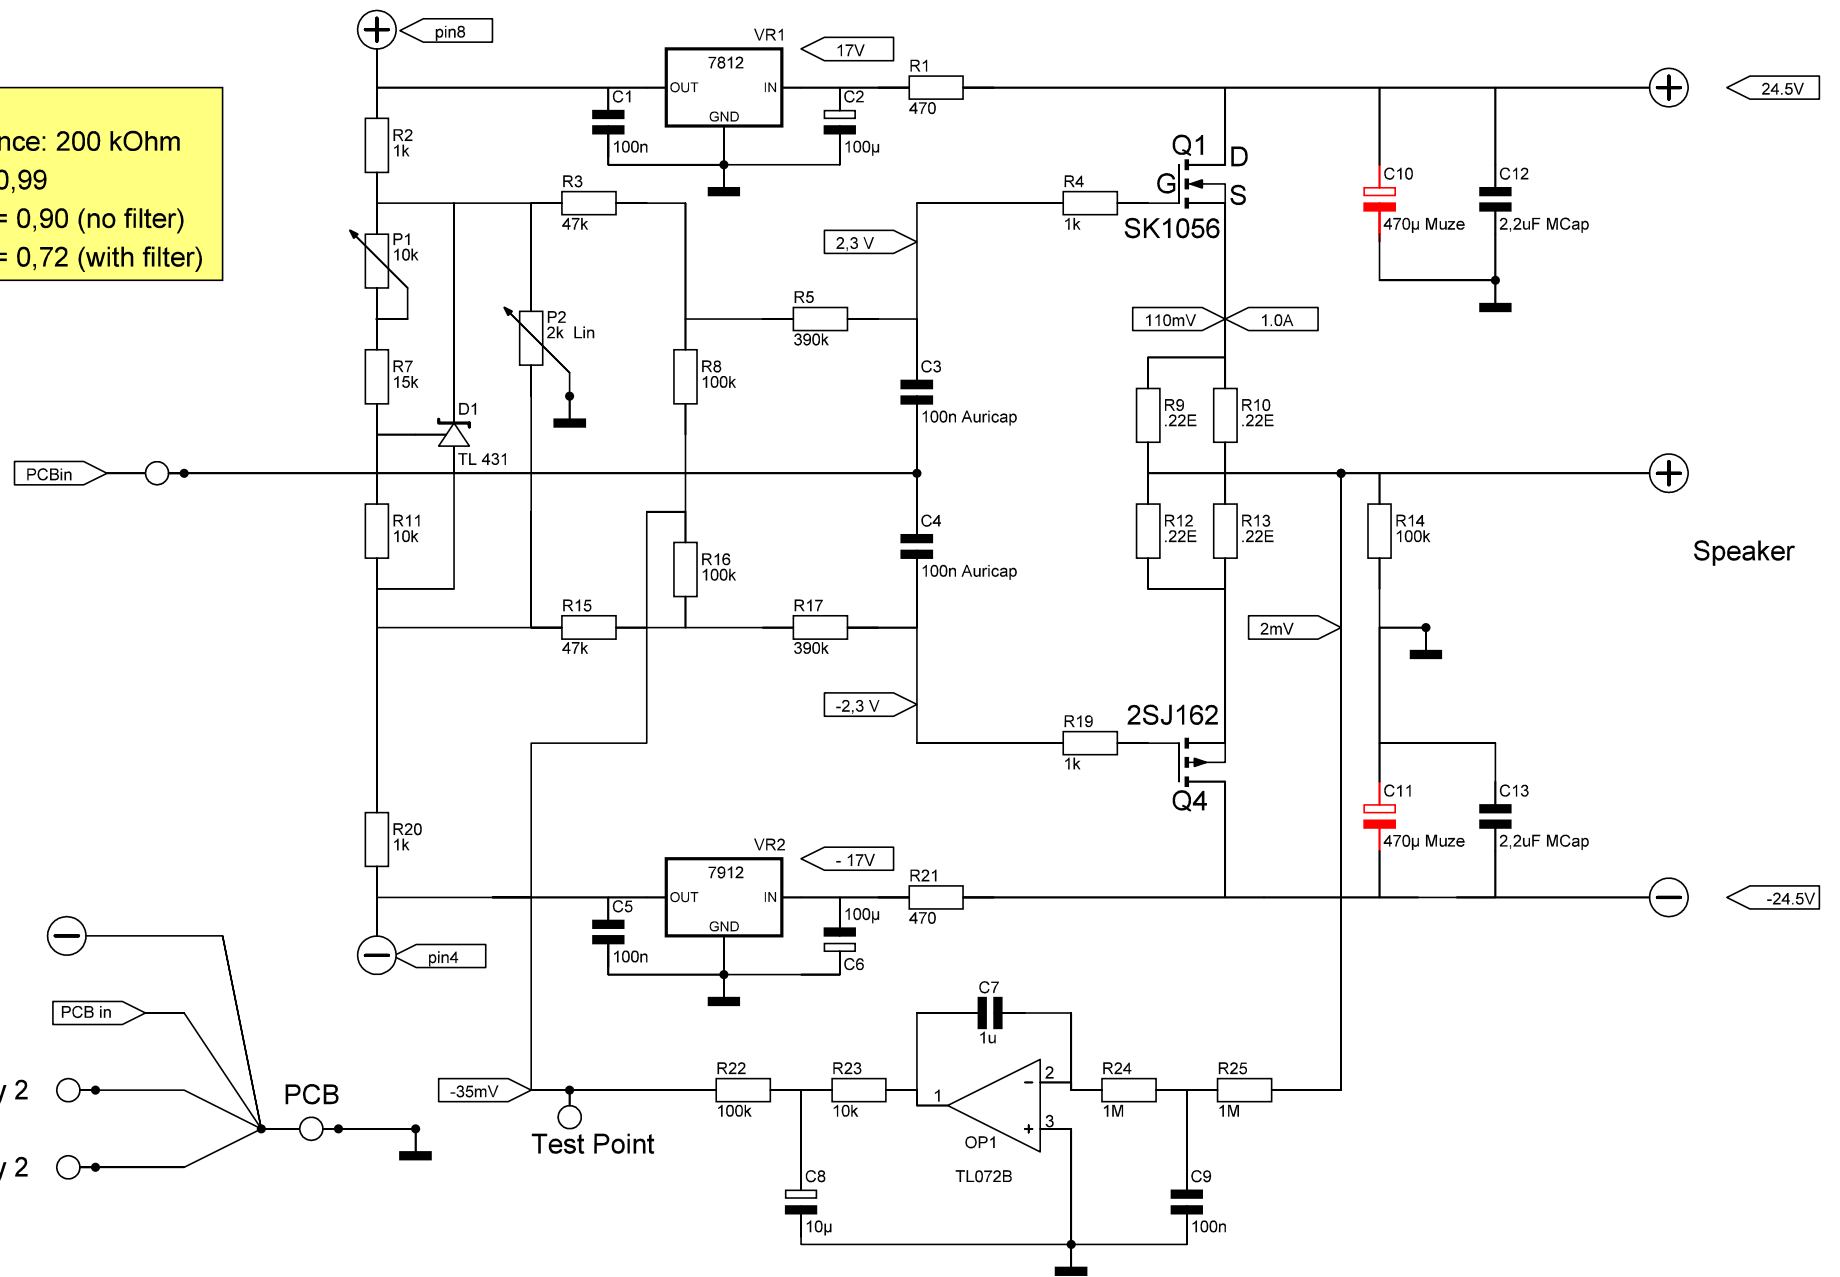 pin8
VR1
7812
OUT
IN
GND
17V
R1
470
24.5V
C1
100n
C2
100µ
nce: 200 kOhm
0,99
= 0,90 (no filter)
= 0,72 (with filter)
R2
1k
R3
47k
R4
1k
Q1
D
G
S
SK1056
C10
470µ Muze
C12
2,2uF MCap
P1
10k
2,3 V
P2
2k Lin
R5
390k
110mV
1.0A
R7
15k
R8
100k
C3
100n Auricap
R9
.22E
R10
.22E
D1
TL 431
PCBin
R11
10k
C4
100n Auricap
R12
.22E
R13
.22E
R14
100k
Speaker
R16
100k
R15
47k
R17
390k
2mV
-2,3 V
R19
1k
2SJ162
Q4
C11
470µ Muze
C13
2,2uF MCap
R20
1k
VR2
7912
OUT
IN
GND
- 17V
R21
470
-24.5V
C5
100n
100µ
C6
pin4
PCB in
C7
1u
y 2
PCB
-35mV
Test Point
R22
100k
R23
10k
1
2
3
-
+
OP1
TL072B
R24
1M
R25
1M
y 2
C8
10µ
C9
100n